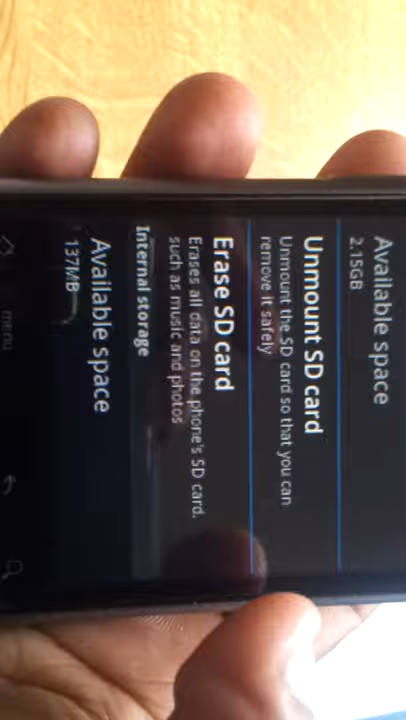 Available space
2.15GB
Unmount SD card
Unmount the SD card so that you can
remove it safely
Erase SD card
Erases all data on the phone's SD card.
such as music and photos
Internal storage
Available space
137MB
menu